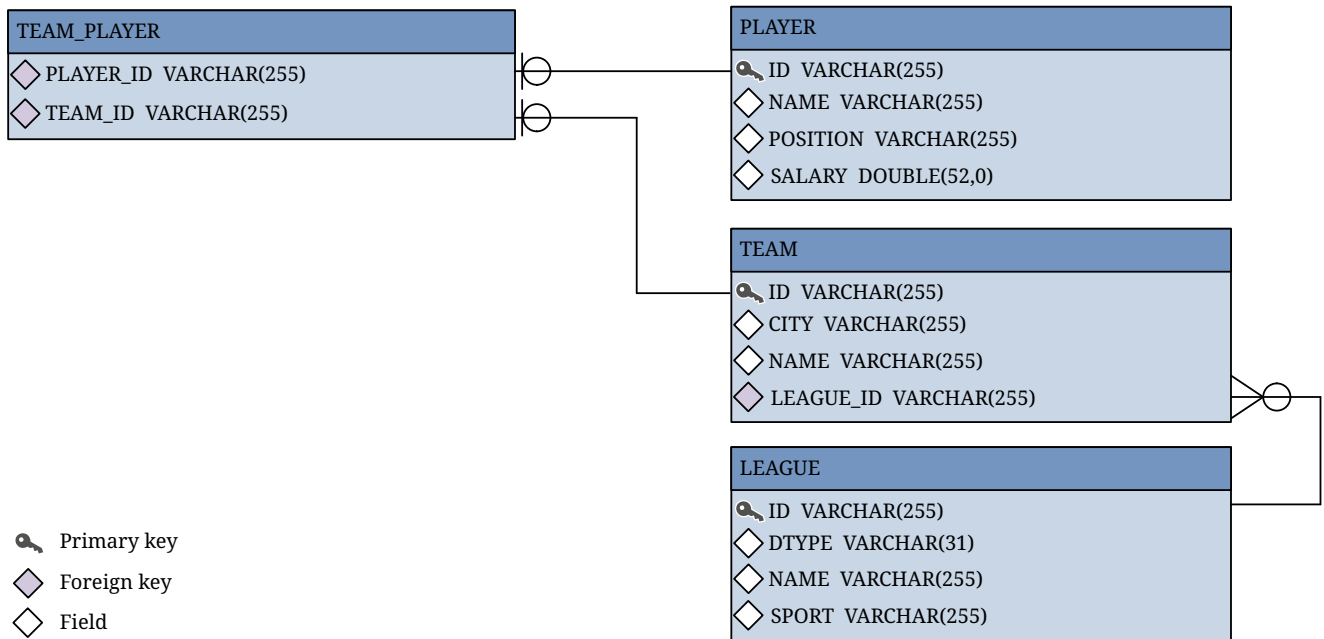 TEAM_PLAYER
PLAYER_ID VARCHAR(255)
TEAM_ID VARCHAR(255)
PLAYER
ID VARCHAR(255)
NAME VARCHAR(255)
POSITION VARCHAR(255)
SALARY DOUBLE(52,0)
TEAM
ID VARCHAR(255)
CITY VARCHAR(255)
NAME VARCHAR(255)
LEAGUE_ID VARCHAR(255)
LEAGUE
ID VARCHAR(255)
DTYPE VARCHAR(31)
NAME VARCHAR(255)
SPORT VARCHAR(255)
Primary key
Foreign key
Field